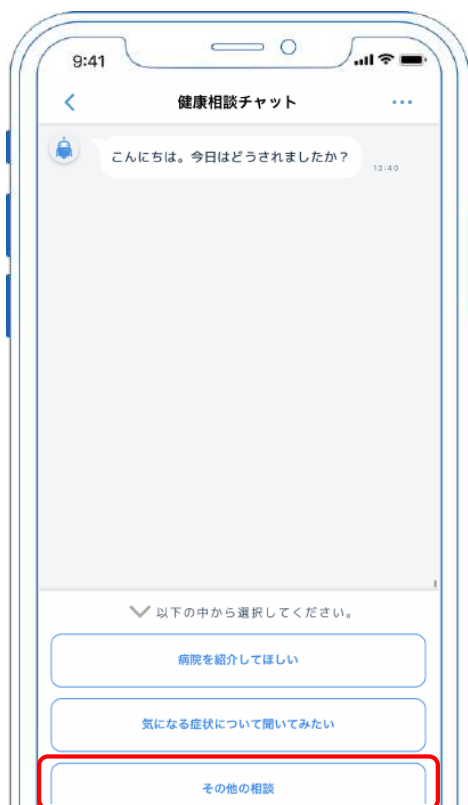 9:41
健康相談チャット
こんにちは。今日はどうされましたか？
13:40
以下の中から選択してください。
病院を紹介してほしい
気になる症状について聞いてみたい
その他の相談